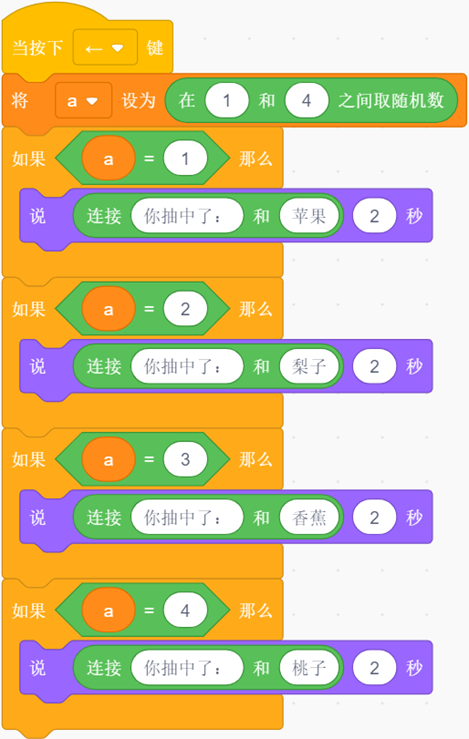 当按下 ← 键
将 a 设为 在 1 和 4 之间取随机数
如果 a = 1 那么
说 连接 你抽中了： 和 苹果 2 秒
如果 a = 2 那么
说 连接 你抽中了： 和 梨子 2 秒
如果 a = 3 那么
说 连接 你抽中了： 和 香蕉 2 秒
如果 a = 4 那么
说 连接 你抽中了： 和 桃子 2 秒